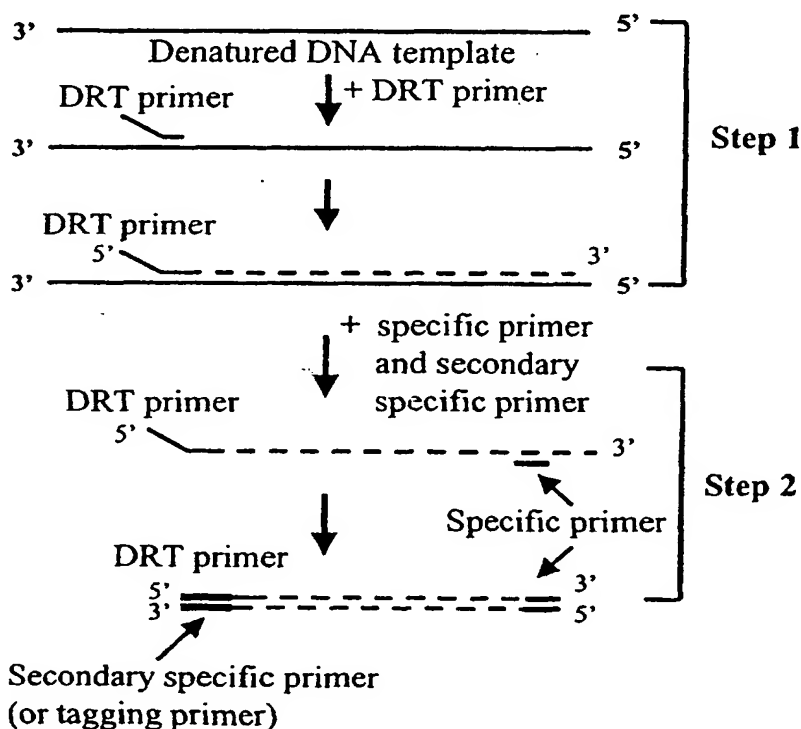 3’ 5’
Denatured DNA template
+ DRT primer
DRT primer
3’ 5’
Step 1
DRT primer
5’ 3’
3’ 5’
+ specific primer
and secondary
specific primer
DRT primer
5’ 3’
Step 2
Specific primer
DRT primer
5’ 3’
3’ 5’
Secondary specific primer
(or tagging primer)